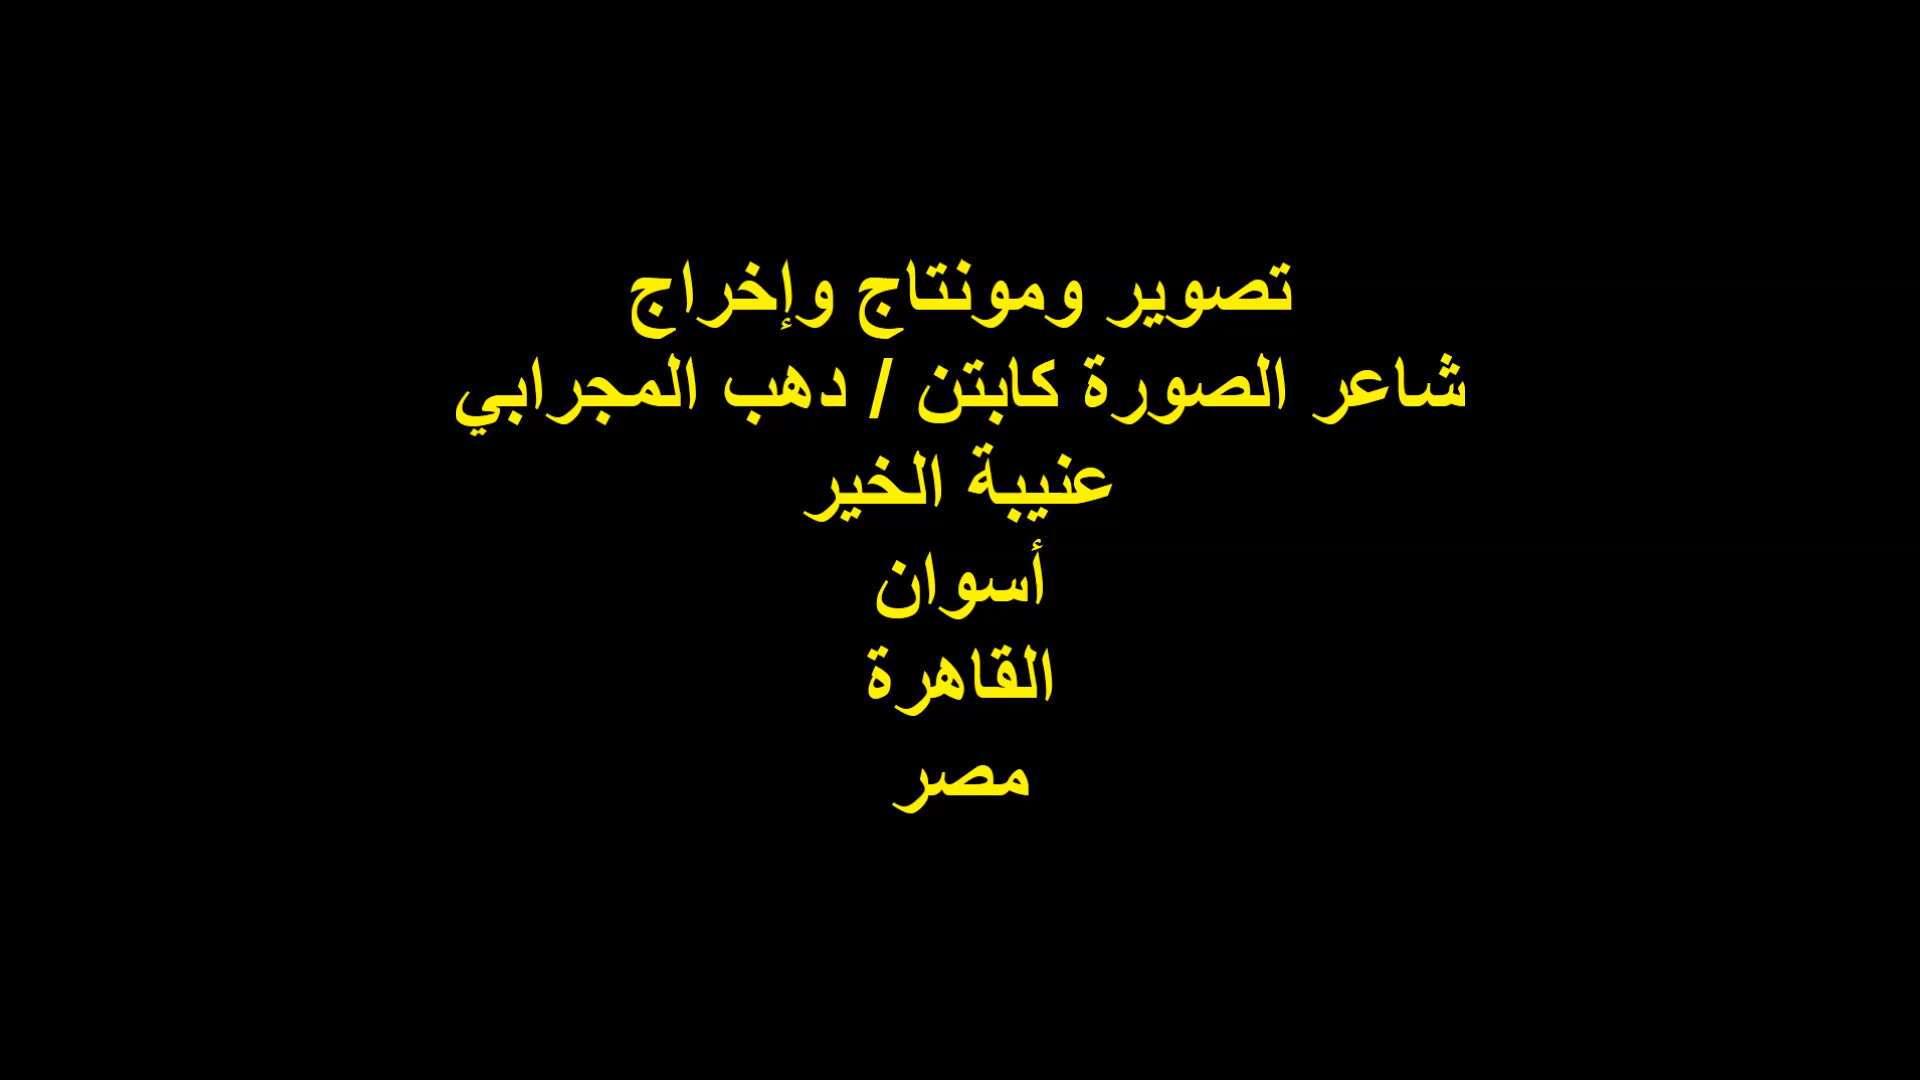 تصوير ومونتاج وإخراج
شاعر الصورة كابتن / دهب المجرابي
عنيبة الخير
أسوان
القاهرة
مصر